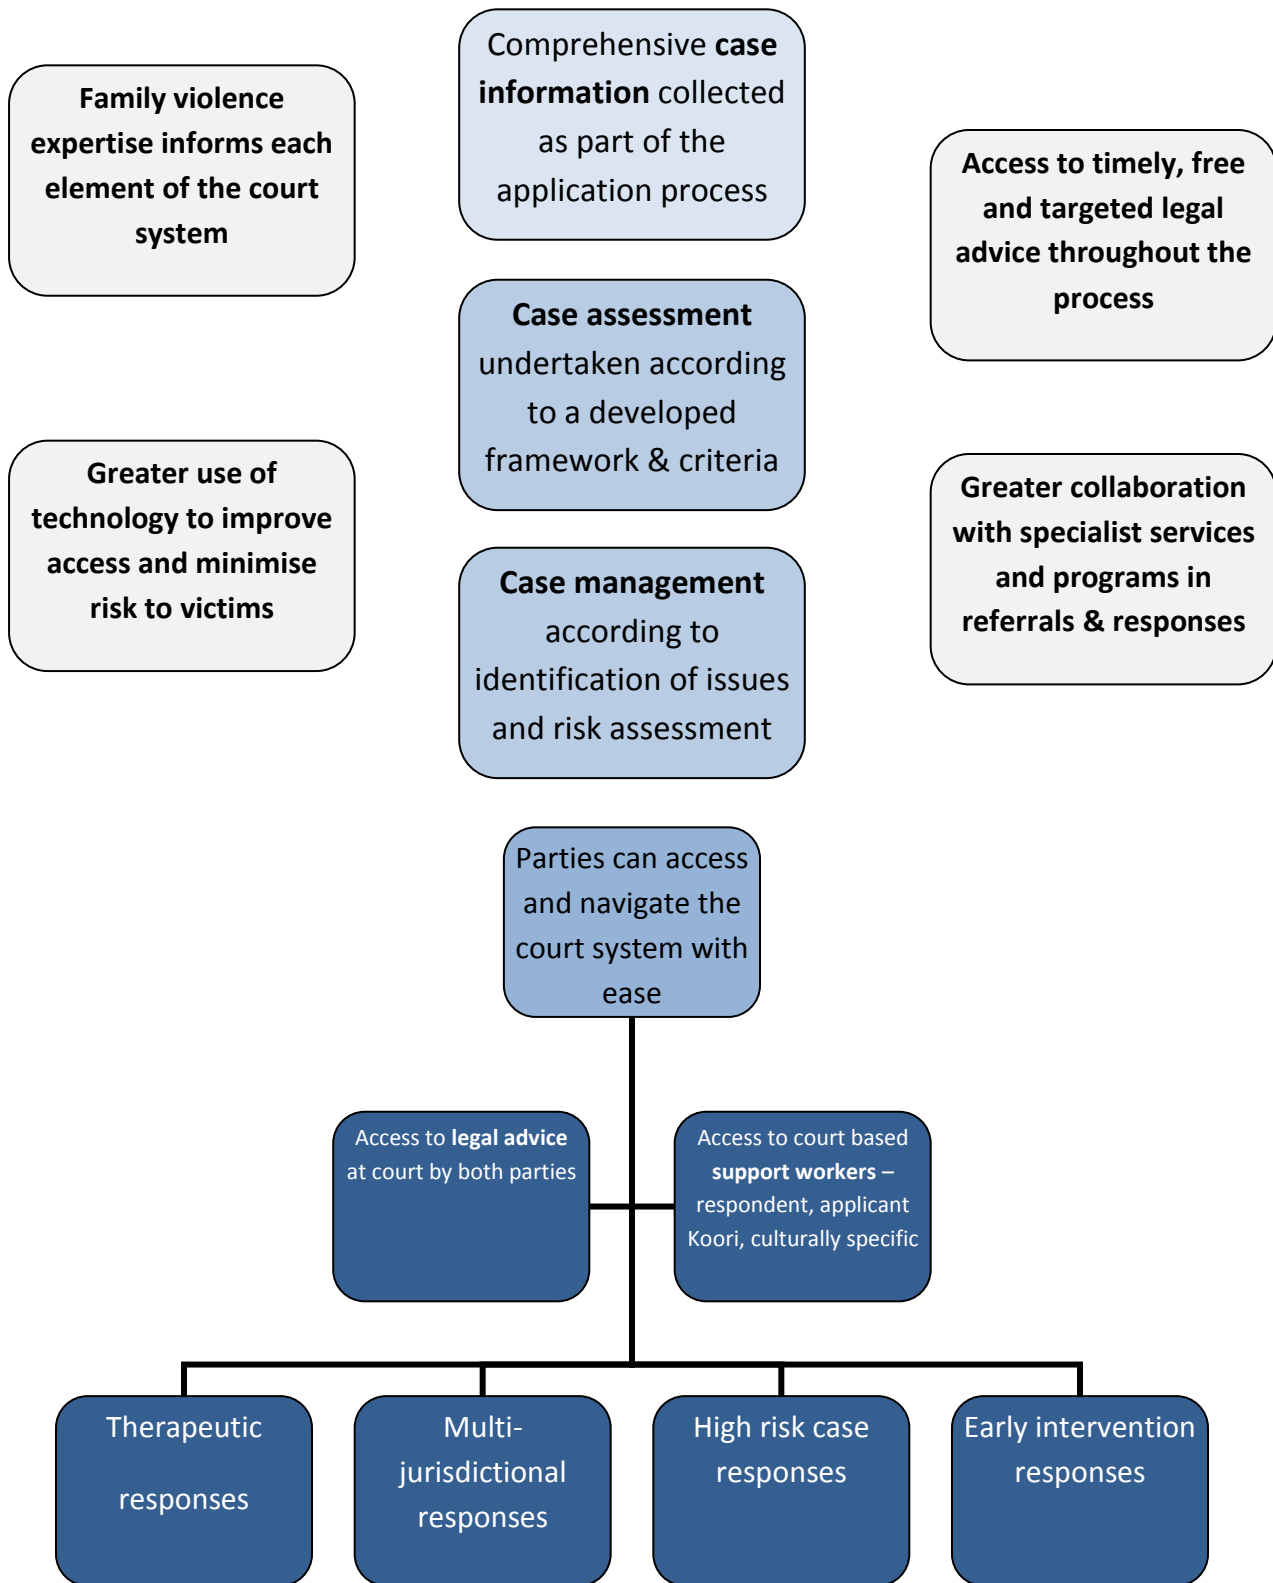 Comprehensive case
information collected
as part of the
application process
Family violence
expertise informs each
element of the court
system
Access to timely, free
and targeted legal
advice throughout the
process
Case assessment
undertaken according
to a developed
framework & criteria
Greater use of
technology to improve
access and minimise
risk to victims
Greater collaboration
with specialist services
and programs in
referrals & responses
Case management
according to
identification of issues
and risk assessment
Parties can access
and navigate the
court system with
ease
Access to legal advice
at court by both parties
Access to court based
support workers –
respondent, applicant
Koori, culturally specific
Therapeutic
responses
Multi-
jurisdictional
responses
High risk case
responses
Early intervention
responses